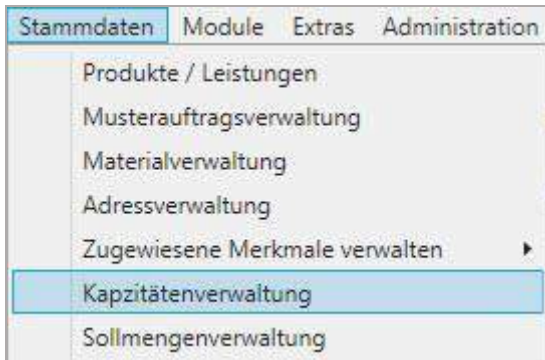 Stammdaten Module Extras Administration
Produkte / Leistungen
Musterauftragsverwaltung
Materialverwaltung
Adressverwaltung
Zugewiesene Merkmale verwalten
Kapzitätenverwaltung
Sollmengenverwaltung